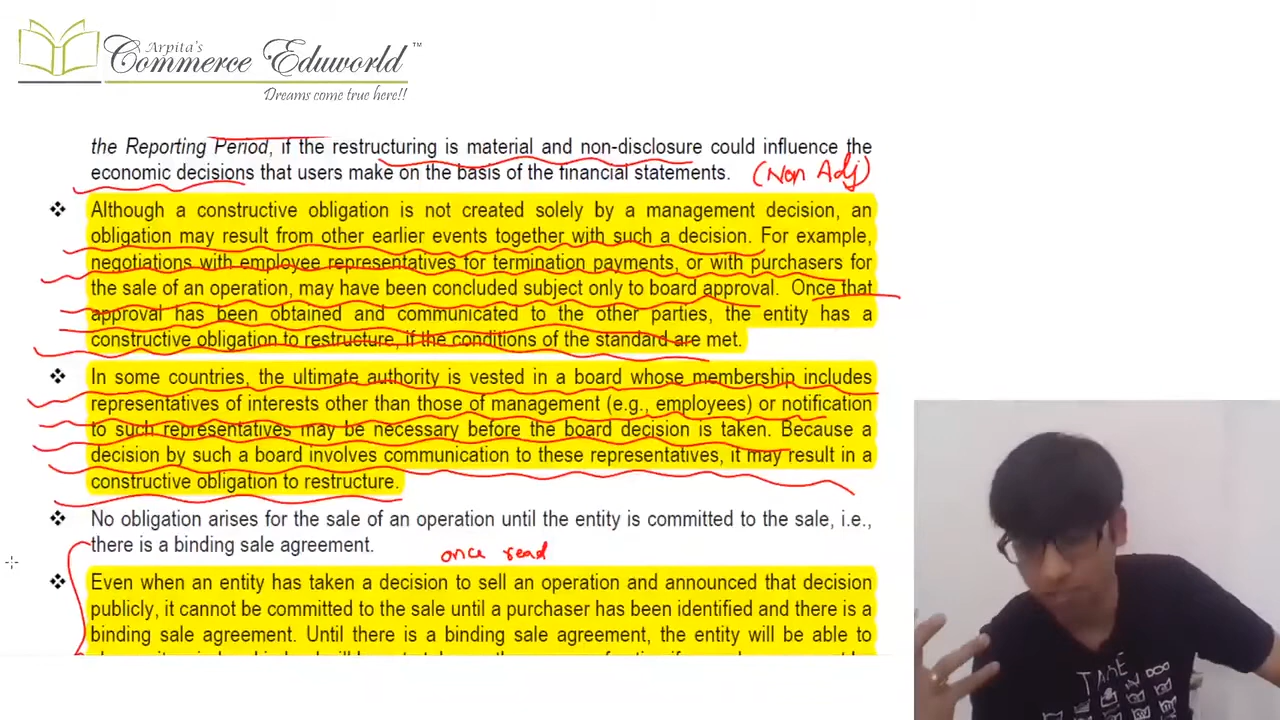 Arpita's
Commerce Eduworld™
Dreams come true here!!
the Reporting Period, if the restructuring is material and non-disclosure could influence the
economic decisions that users make on the basis of the financial statements. (Non Adj)
❖ Although a constructive obligation is not created solely by a management decision, an
obligation may result from other earlier events together with such a decision. For example,
negotiations with employee representatives for termination payments, or with purchasers for
the sale of an operation, may have been concluded subject only to board approval. Once that
approval has been obtained and communicated to the other parties, the entity has a
constructive obligation to restructure, if the conditions of the standard are met.
❖ In some countries, the ultimate authority is vested in a board whose membership includes
representatives of interests other than those of management (e.g., employees) or notification
to such representatives may be necessary before the board decision is taken. Because a
decision by such a board involves communication to these representatives, it may result in a
constructive obligation to restructure.
❖ No obligation arises for the sale of an operation until the entity is committed to the sale, i.e.,
there is a binding sale agreement.
once read
❖ Even when an entity has taken a decision to sell an operation and announced that decision
publicly, it cannot be committed to the sale until a purchaser has been identified and there is a
binding sale agreement. Until there is a binding sale agreement, the entity will be able to
TAKE